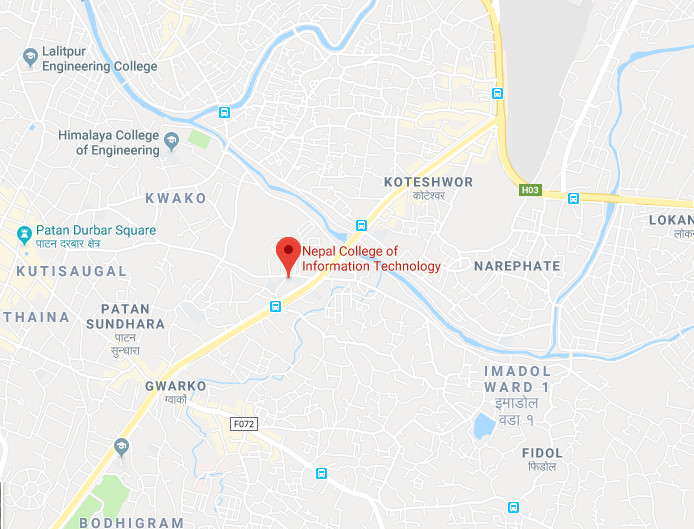 Lalitpur
Engineering College
Himalaya College
of Engineering
KOTESHWOR
कोटेश्वर
H03
KWAKO
LOKAN
लोकन
Patan Durbar Square
पाटन दरबार क्षेत्र
Nepal College of
Information Technology
KUTISAUGAL
NAREPHATE
THAINA
PATAN
SUNDHARA
पाटन
सुन्धारा
IMADOL
WARD 1
इमाडोल
वडा १
GWARKO
ग्वार्को
F072
FIDOL
फिडोल
BODHIGRAM